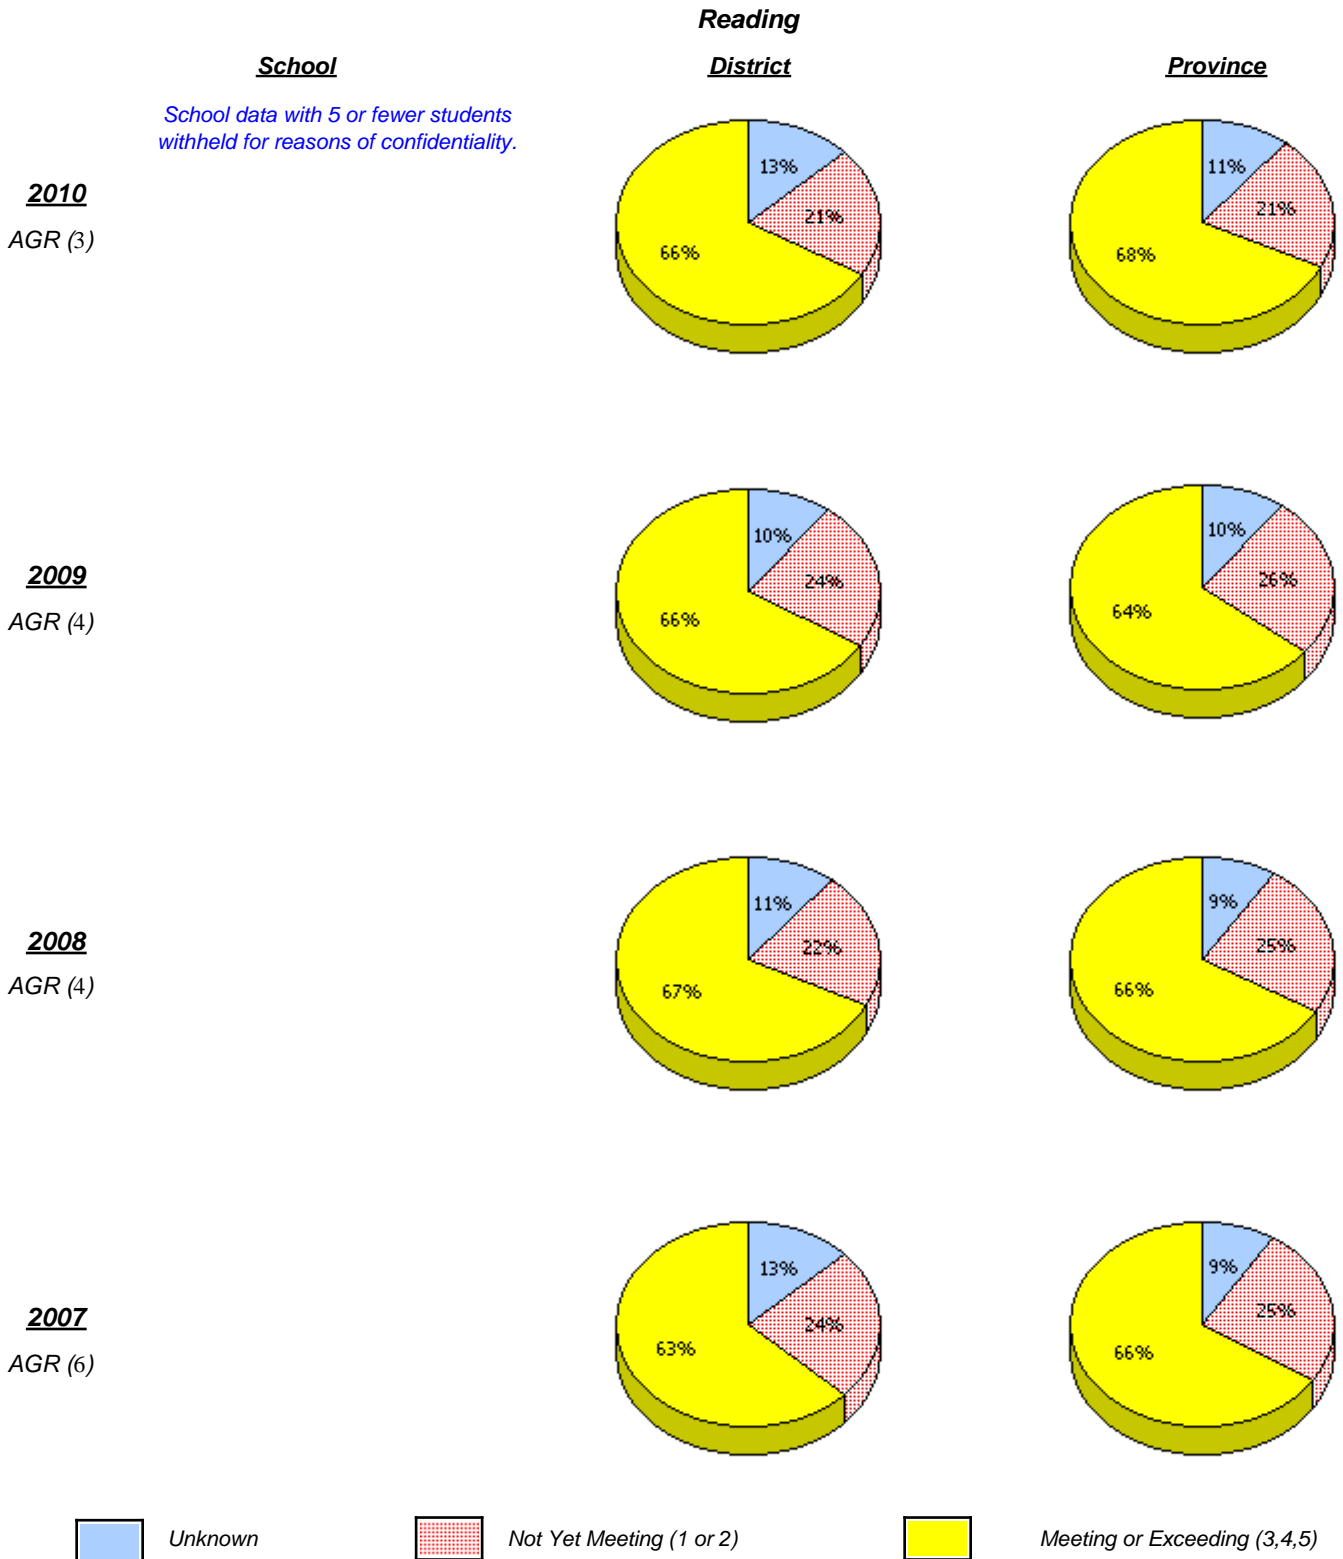 Reading
School
District
Province
School data with 5 or fewer students
withheld for reasons of confidentiality.
2010
AGR (3)
13%
21%
66%
11%
21%
68%
2009
AGR (4)
10%
24%
66%
10%
26%
64%
2008
AGR (4)
11%
22%
67%
9%
25%
66%
2007
AGR (6)
13%
24%
63%
9%
25%
66%
Unknown
Not Yet Meeting (1 or 2)
Meeting or Exceeding (3,4,5)